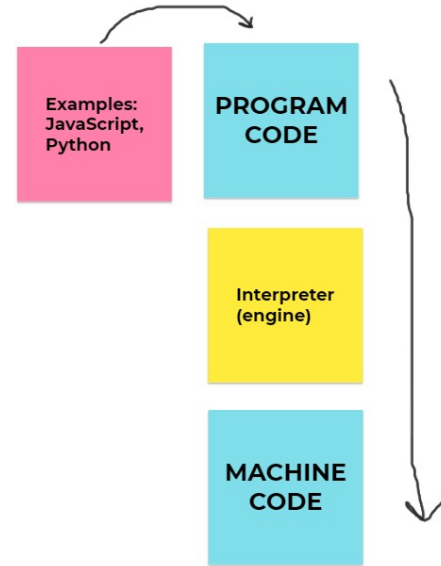 Examples:
JavaScript,
Python
PROGRAM
CODE
Interpreter
(engine)
MACHINE
CODE